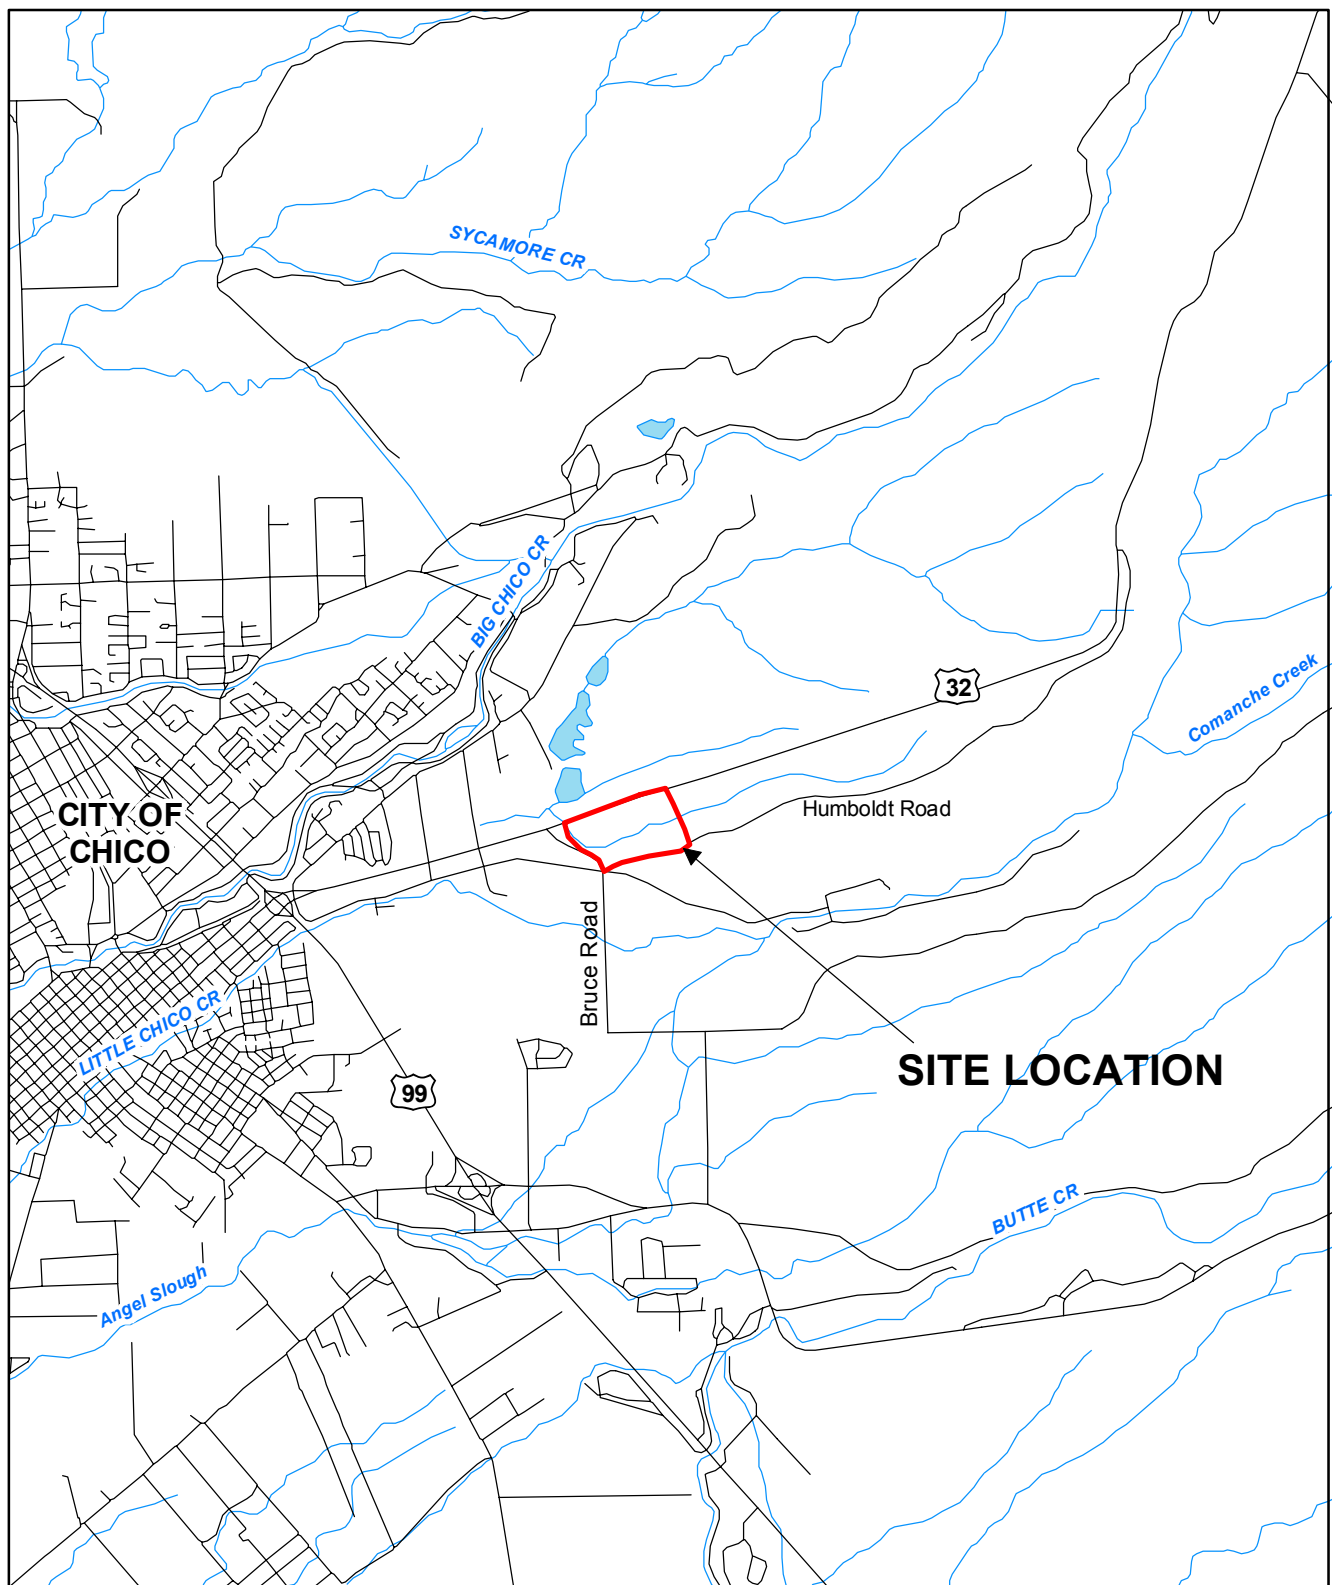 SYCAMORE CR
BIG CHICO CR
32
Comanche Creek
CITY OF
CHICO
Humboldt Road
Bruce Road
LITTLE CHICO CR
SITE LOCATION
99
BUTTE CR
Angel Slough